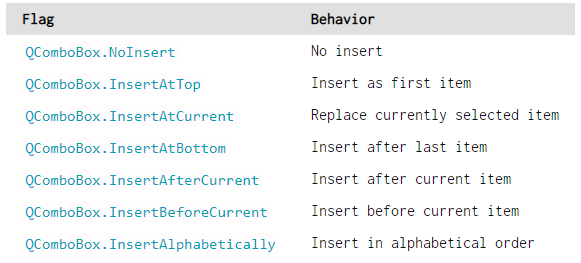 Flag Behavior
QComboBox.NoInsert No insert
QComboBox.InsertAtTop Insert as first item
QComboBox.InsertAtCurrent Replace currently selected item
QComboBox.InsertAtBottom Insert after last item
QComboBox.InsertAfterCurrent Insert after current item
QComboBox.InsertBeforeCurrent Insert before current item
QComboBox.InsertAlphabetically Insert in alphabetical order